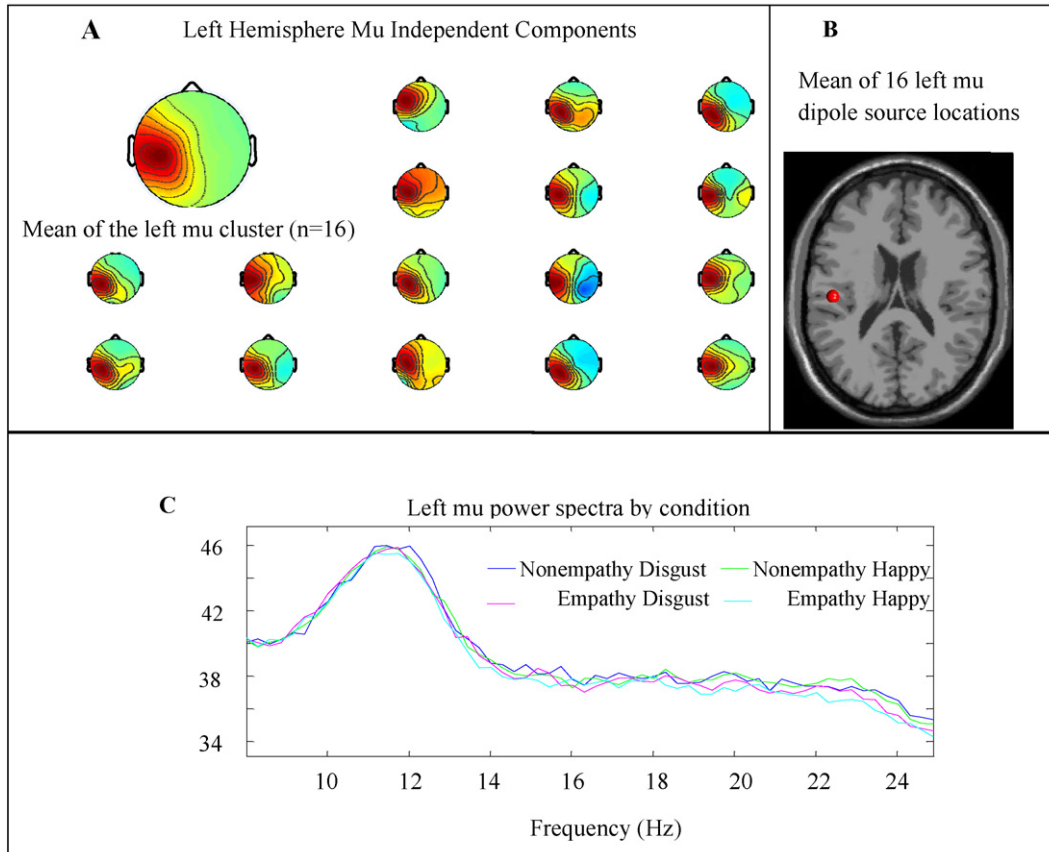 A
Left Hemisphere Mu Independent Components
Mean of the left mu cluster (n=16)
B
Mean of 16 left mu
dipole source locations
C
Left mu power spectra by condition
46
42
38
34
Nonempathy Disgust
Nonempathy Happy
Empathy Disgust
Empathy Happy
10 12 14 16 18 20 22 24
Frequency (Hz)